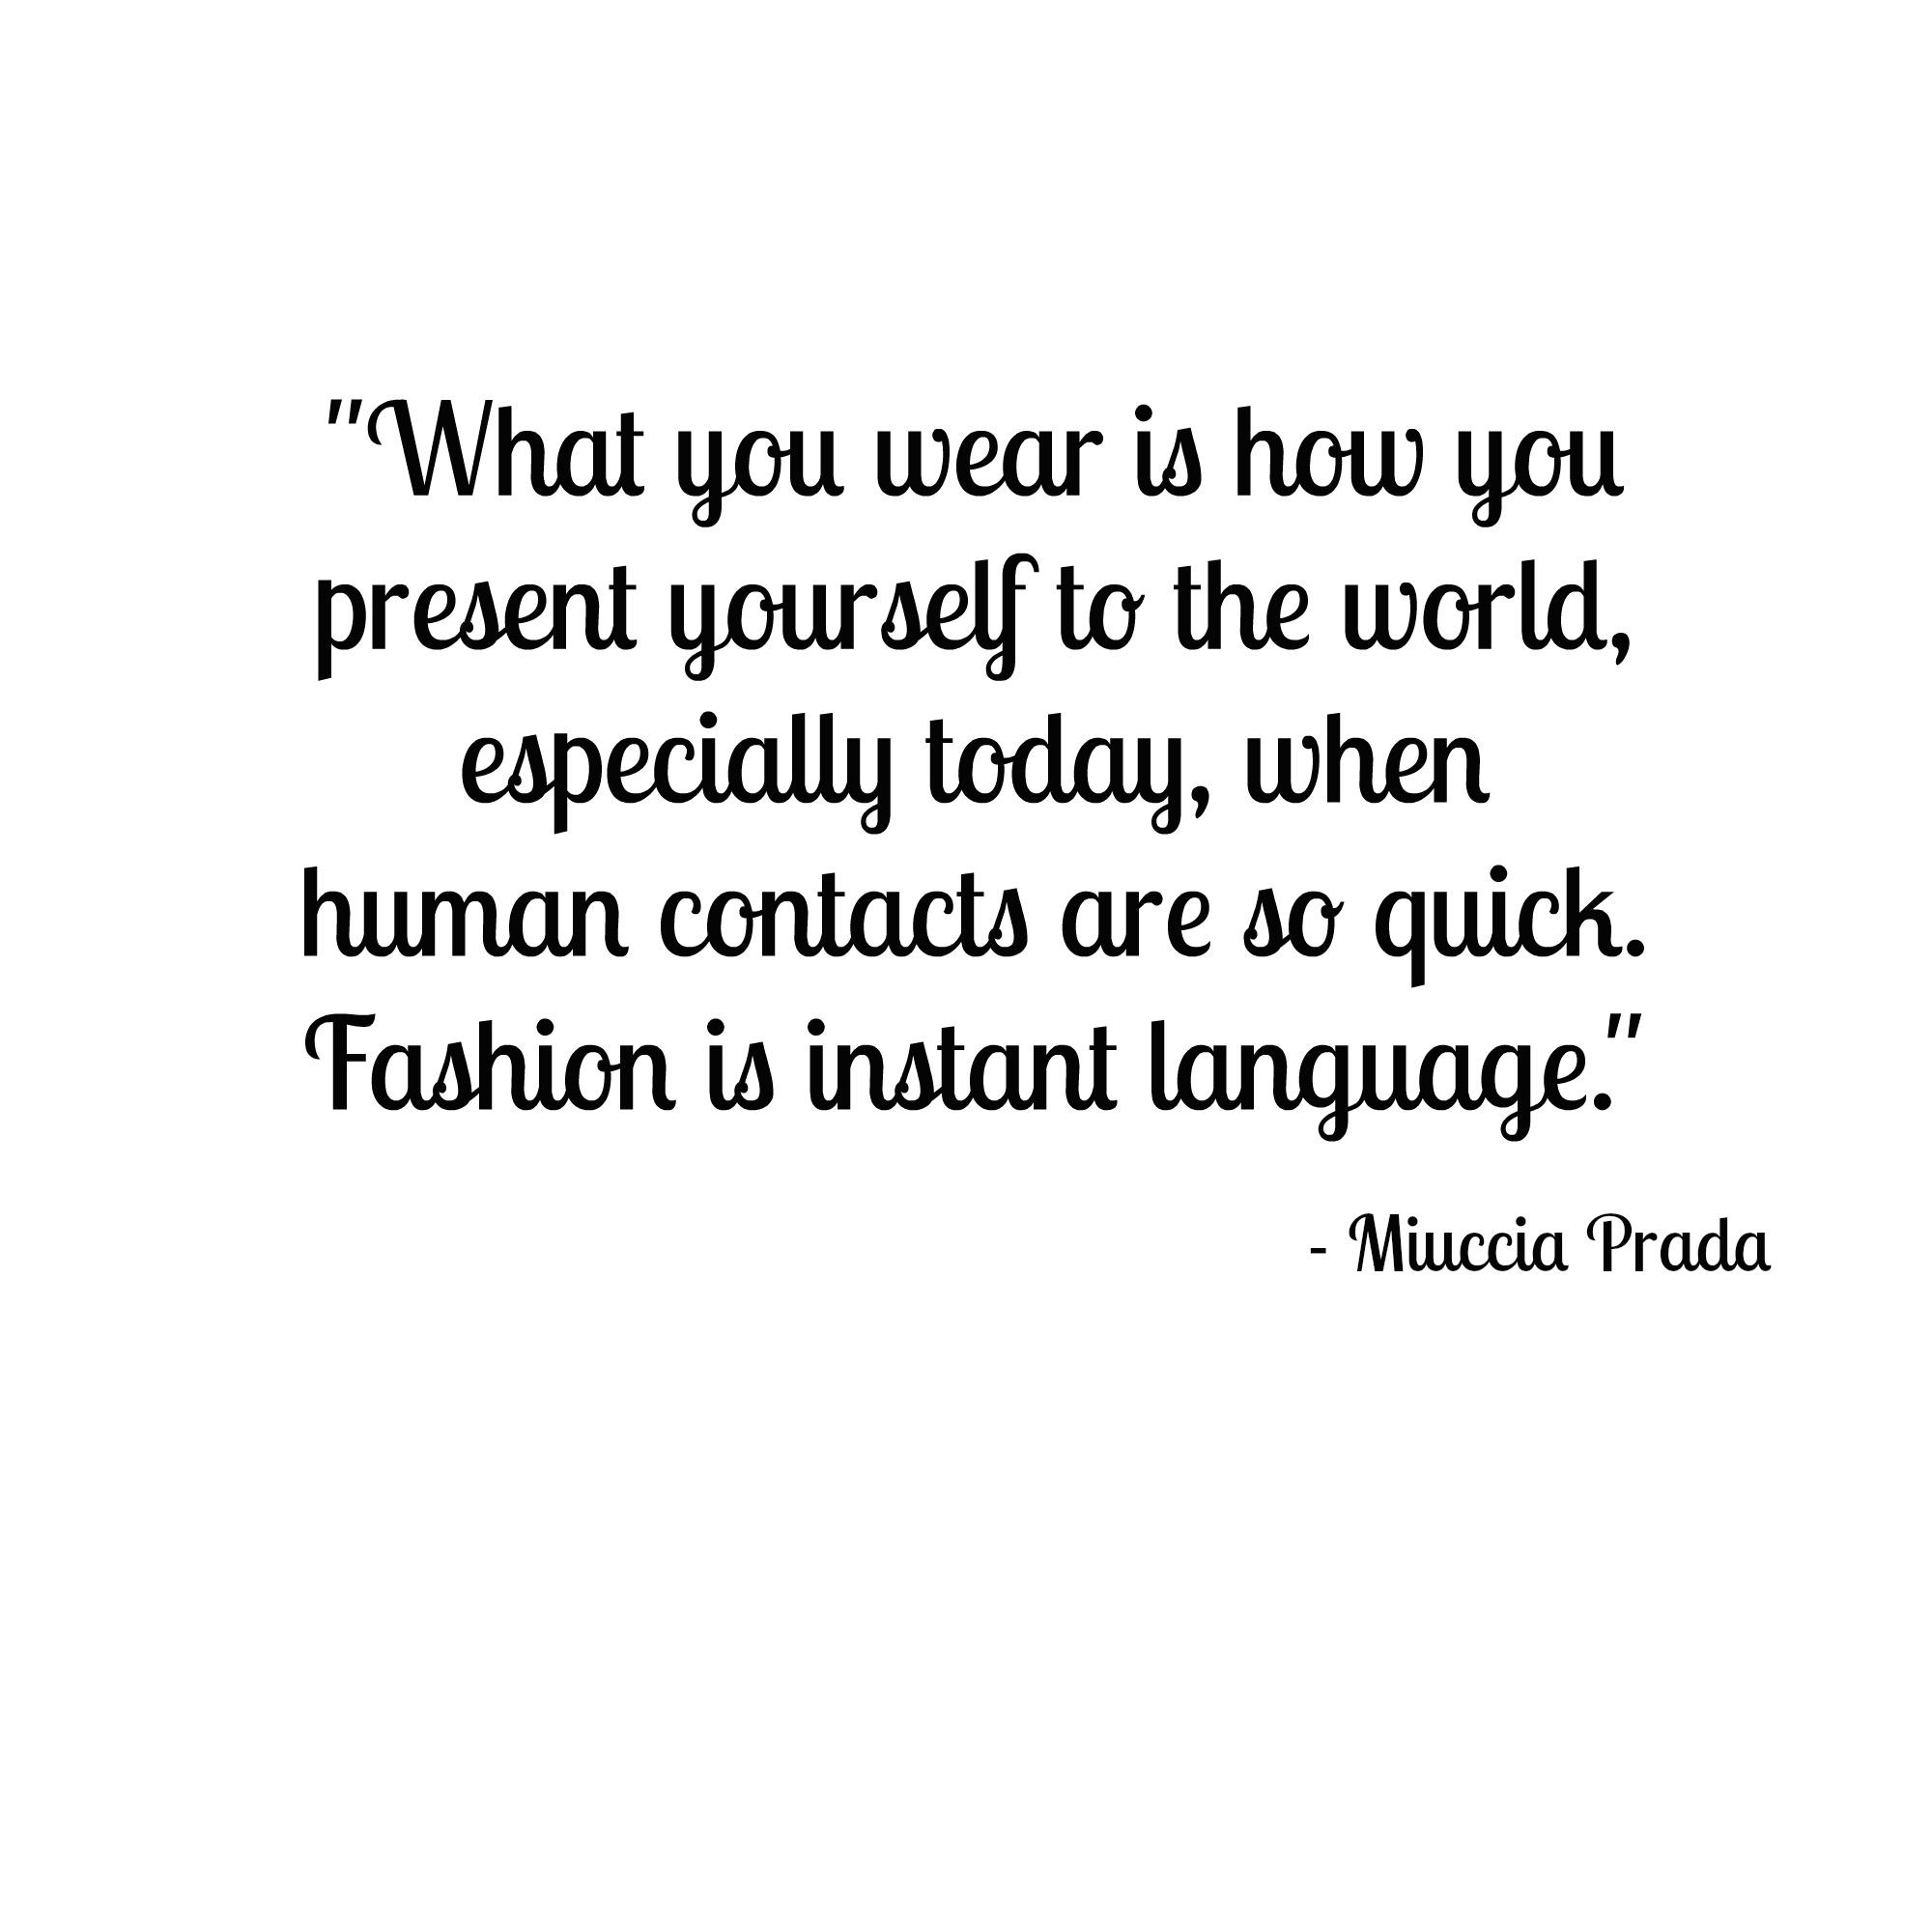 "What you wear is how you
present yourself to the world,
especially today, when
human contacts are so quick.
Fashion is instant language."
- Miuccia Prada